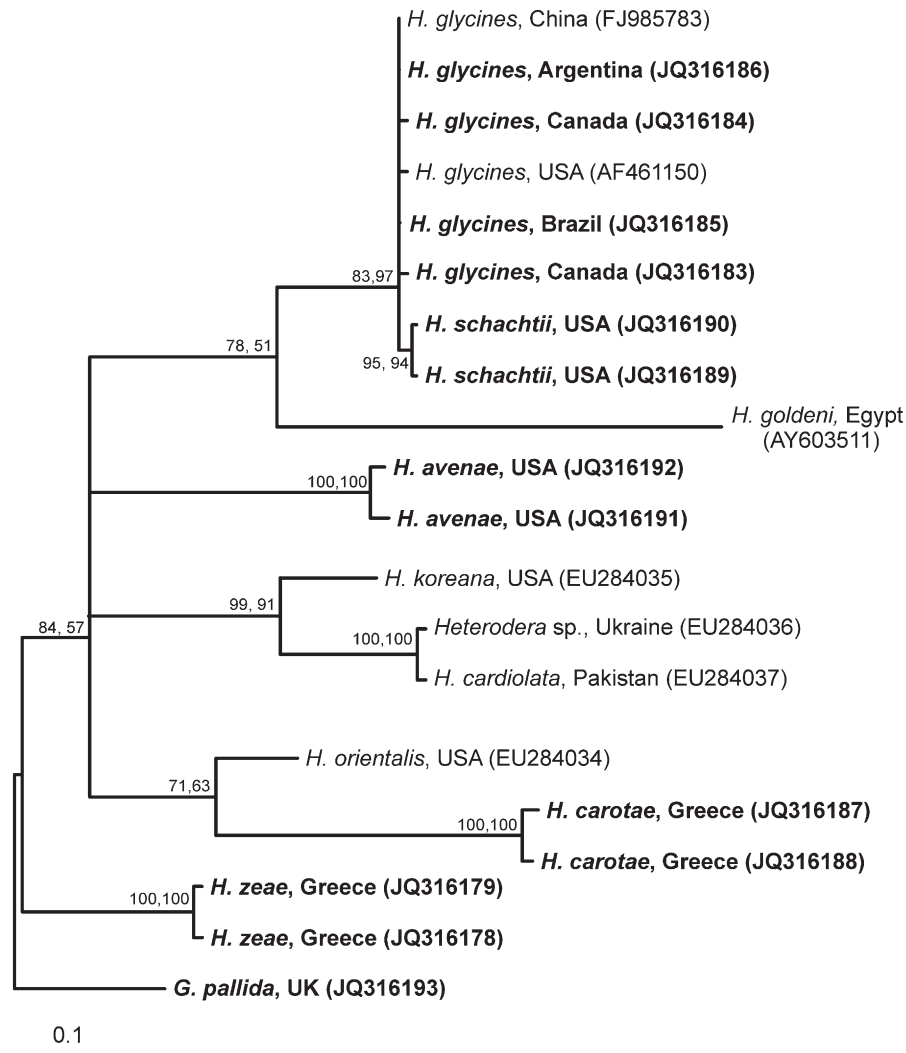 H. glycines, China (FJ985783)
H. glycines, Argentina (JQ316186)
H. glycines, Canada (JQ316184)
H. glycines, USA (AF461150)
H. glycines, Brazil (JQ316185)
83,97
H. glycines, Canada (JQ316183)
H. schachtii, USA (JQ316190)
78, 51
95, 94
H. schachtii, USA (JQ316189)
H. goldeni, Egypt
(AY603511)
H. avenae, USA (JQ316192)
100,100
H. avenae, USA (JQ316191)
H. koreana, USA (EU284035)
99, 91
84, 57
Heterodera sp., Ukraine (EU284036)
100,100
H. cardiolata, Pakistan (EU284037)
H. orientalis, USA (EU284034)
71,63
H. carotae, Greece (JQ316187)
100,100
H. carotae, Greece (JQ316188)
H. zeae, Greece (JQ316179)
100,100
H. zeae, Greece (JQ316178)
G. pallida, UK (JQ316193)
0.1